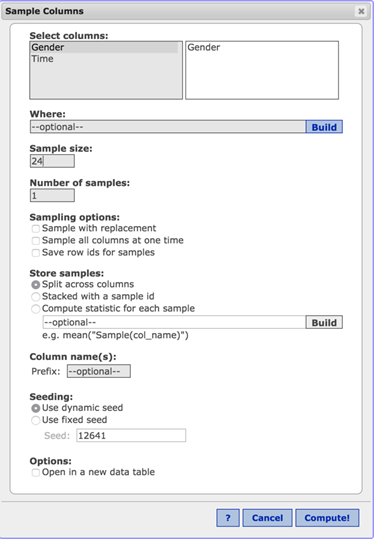 Sample Columns
Select columns:
Gender
Time
Gender
Where:
--optional--
Build
Sample size:
24
Number of samples:
1
Sampling options:
Sample with replacement
Sample all columns at one time
Save row ids for samples
Store samples:
Split across columns
Stacked with a sample id
Compute statistic for each sample
--optional--
Build
e.g. mean("Sample(col_name)")
Column name(s):
Prefix: --optional--
Seeding:
Use dynamic seed
Use fixed seed
Seed: 12641
Options:
Open in a new data table
? Cancel Compute!